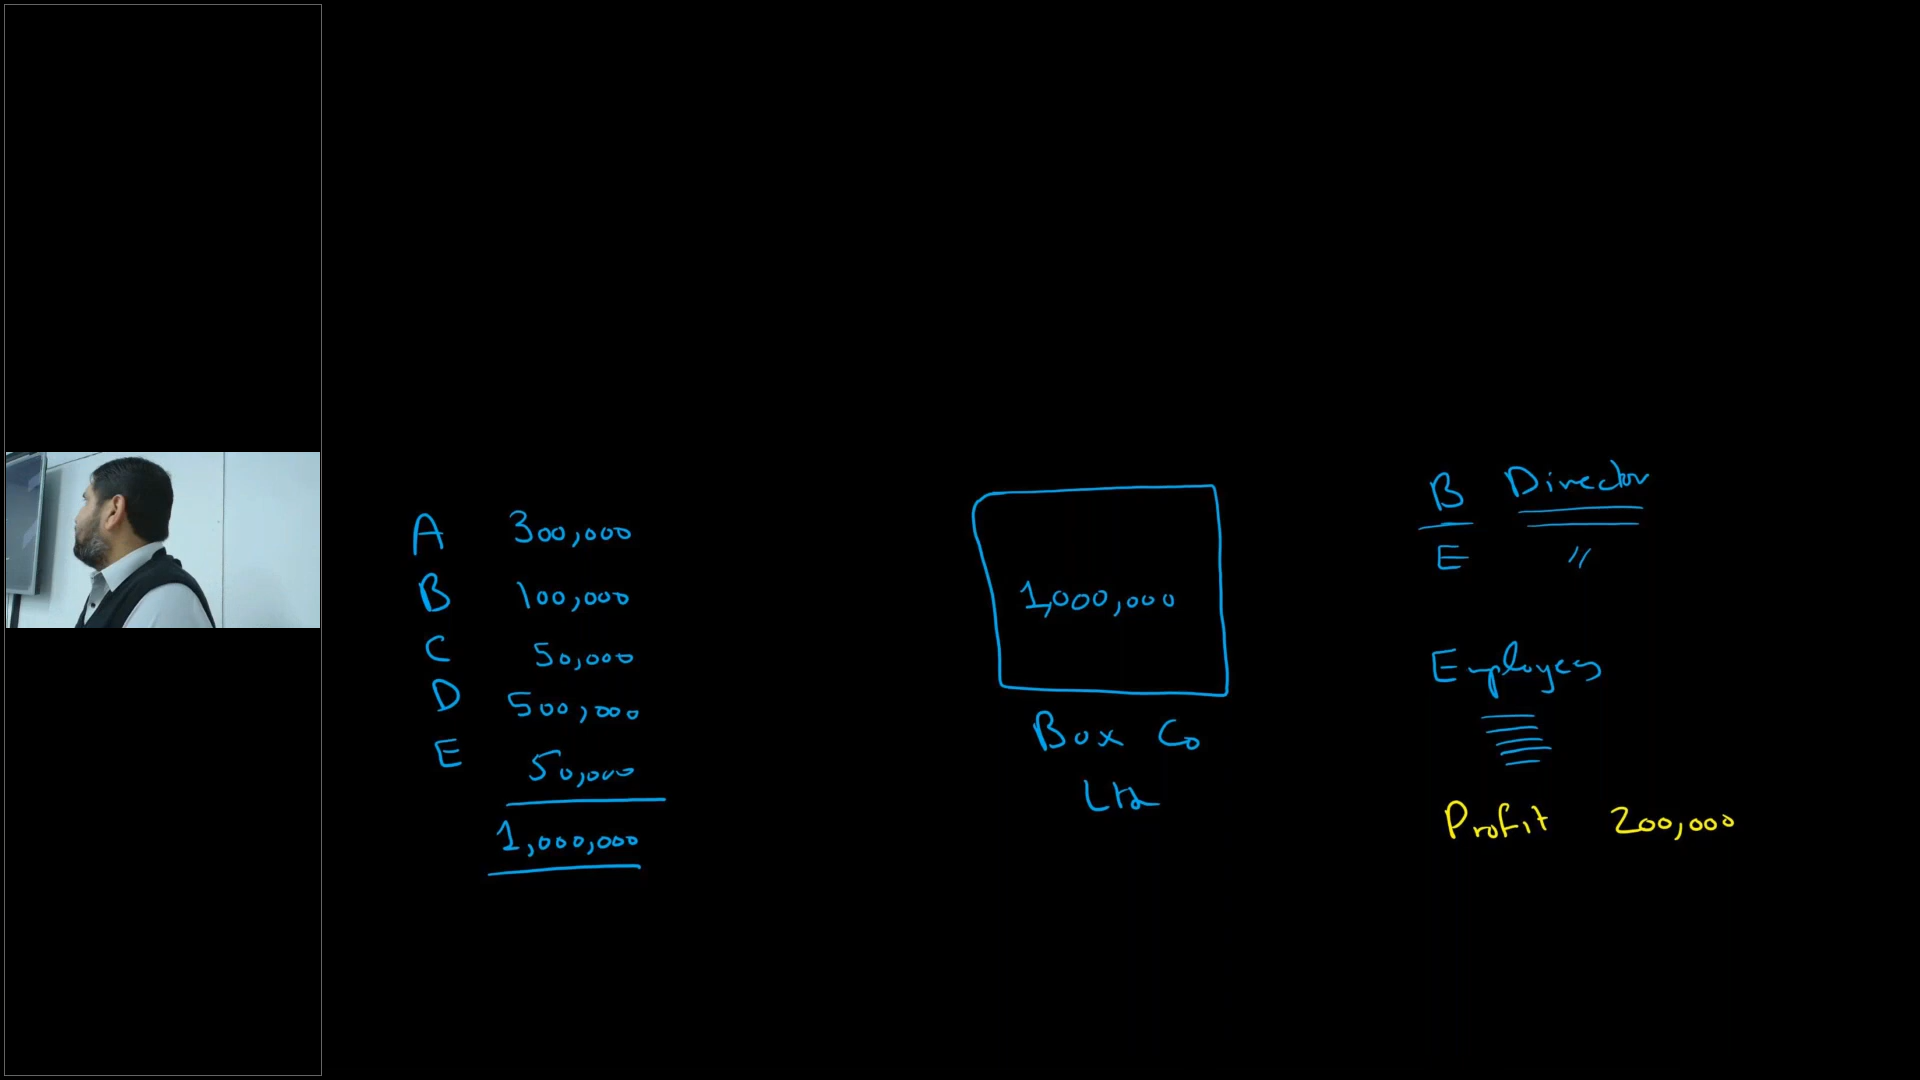 A 300,000
B 100,000
C 50,000
D 500,000
E 50,000
1,000,000
1,000,000
Box Co
Ltd
B Director
E "
Employees
Profit 200,000